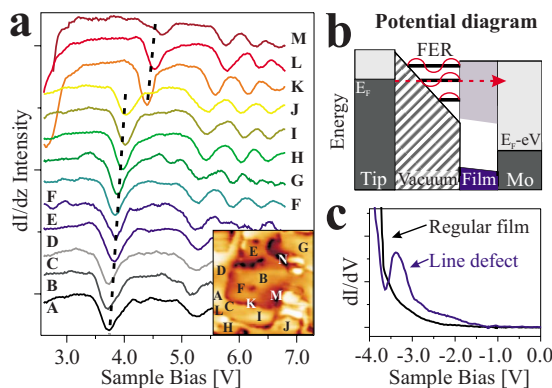 a
dI/dz Intensity
M
L
K
J
I
H
G
F
F
E
D
C
B
A
E
G
N
D
B
F
A
C
K
M
L
I
H
J
3.0 4.0 5.0 6.0 7.0
Sample Bias [V]
b
Potential diagram
FER
Energy
E_F
E_F-eV
Tip
Vacuum
Film
Mo
c
Regular film
Line defect
dI/dV
-4.0 -3.0 -2.0 -1.0 0.0
Sample Bias [V]